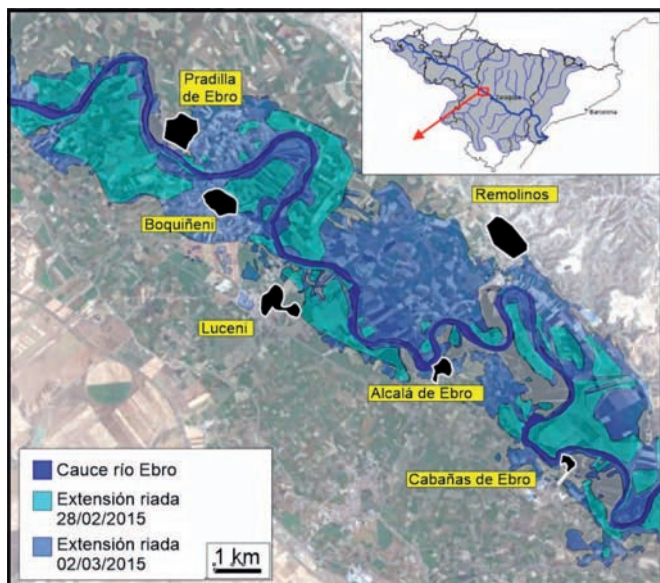 Pradilla
de Ebro
Boquiñeni
Remolinos
Luceni
Alcalá de Ebro
Cabañas de Ebro
Zaragoza
Barcelona
Cauce río Ebro
Extensión riada
28/02/2015
Extensión riada
02/03/2015
1 km